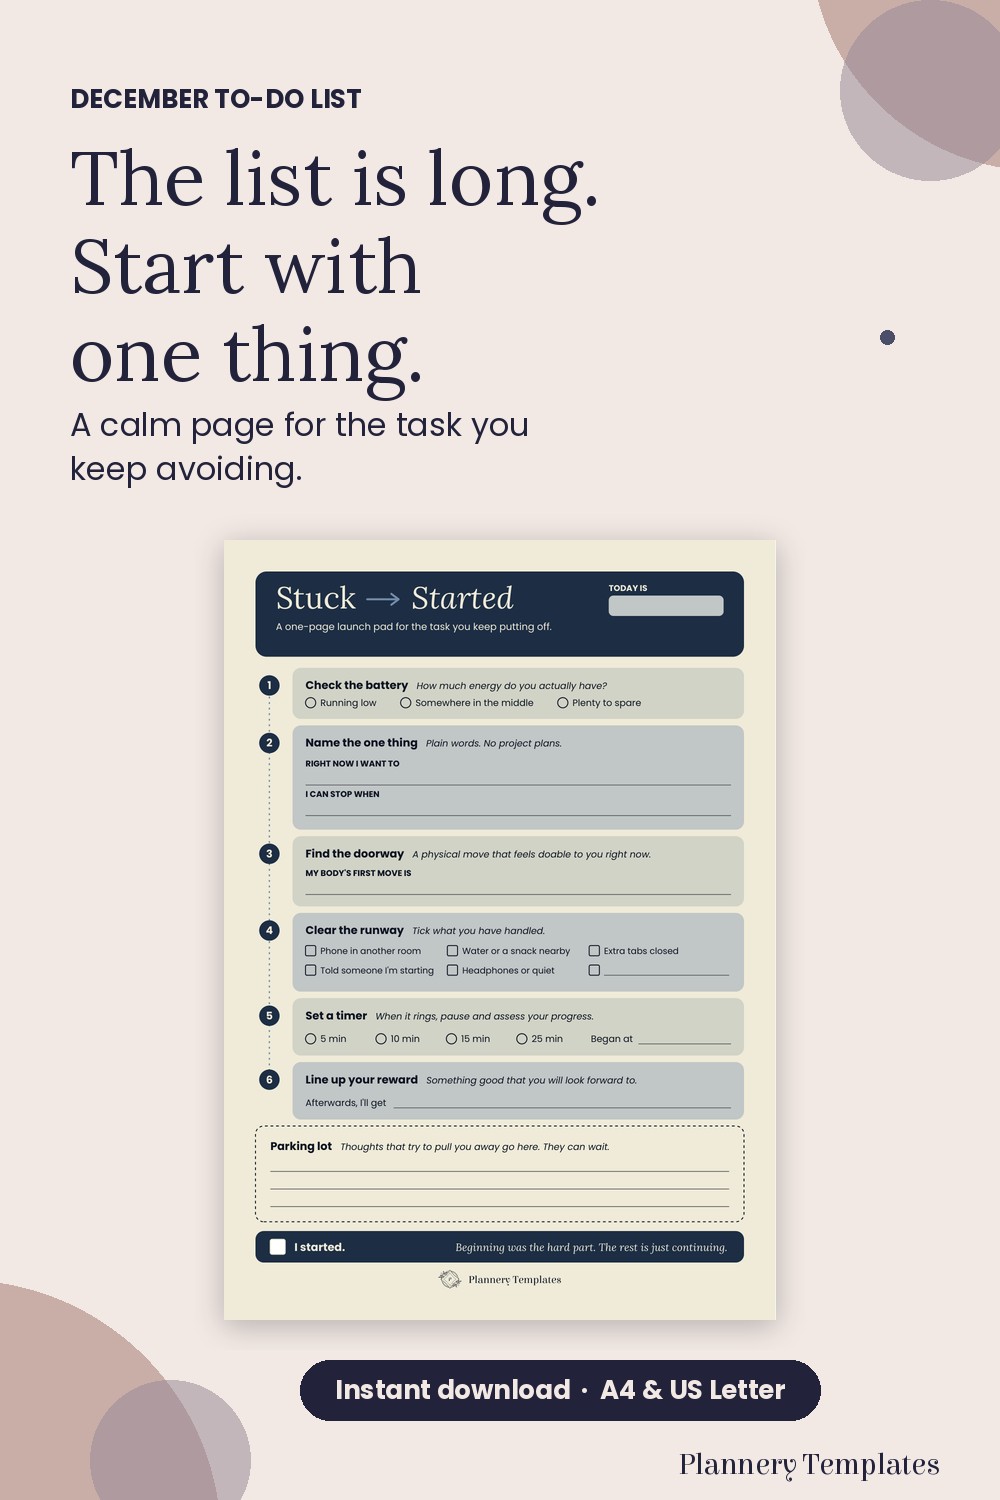 DECEMBER TO-DO LIST
The list is long.
Start with
one thing.
A calm page for the task you
keep avoiding.
Stuck → Started
TODAY IS
A one-page launch pad for the task you keep putting off.
1
Check the battery How much energy do you actually have?
Running low Somewhere in the middle Plenty to spare
2
Name the one thing Plain words. No project plans.
RIGHT NOW I WANT TO
I CAN STOP WHEN
3
Find the doorway A physical move that feels doable to you right now.
MY BODY'S FIRST MOVE IS
4
Clear the runway Tick what you have handled.
Phone in another room Water or a snack nearby Extra tabs closed
Told someone I'm starting Headphones or quiet
5
Set a timer When it rings, pause and assess your progress.
5 min 10 min 15 min 25 min Began at
6
Line up your reward Something good that you will look forward to.
Afterwards, I'll get
Parking lot Thoughts that try to pull you away go here. They can wait.
I started. Beginning was the hard part. The rest is just continuing.
Plannery Templates
Instant download · A4 & US Letter
Plannery Templates